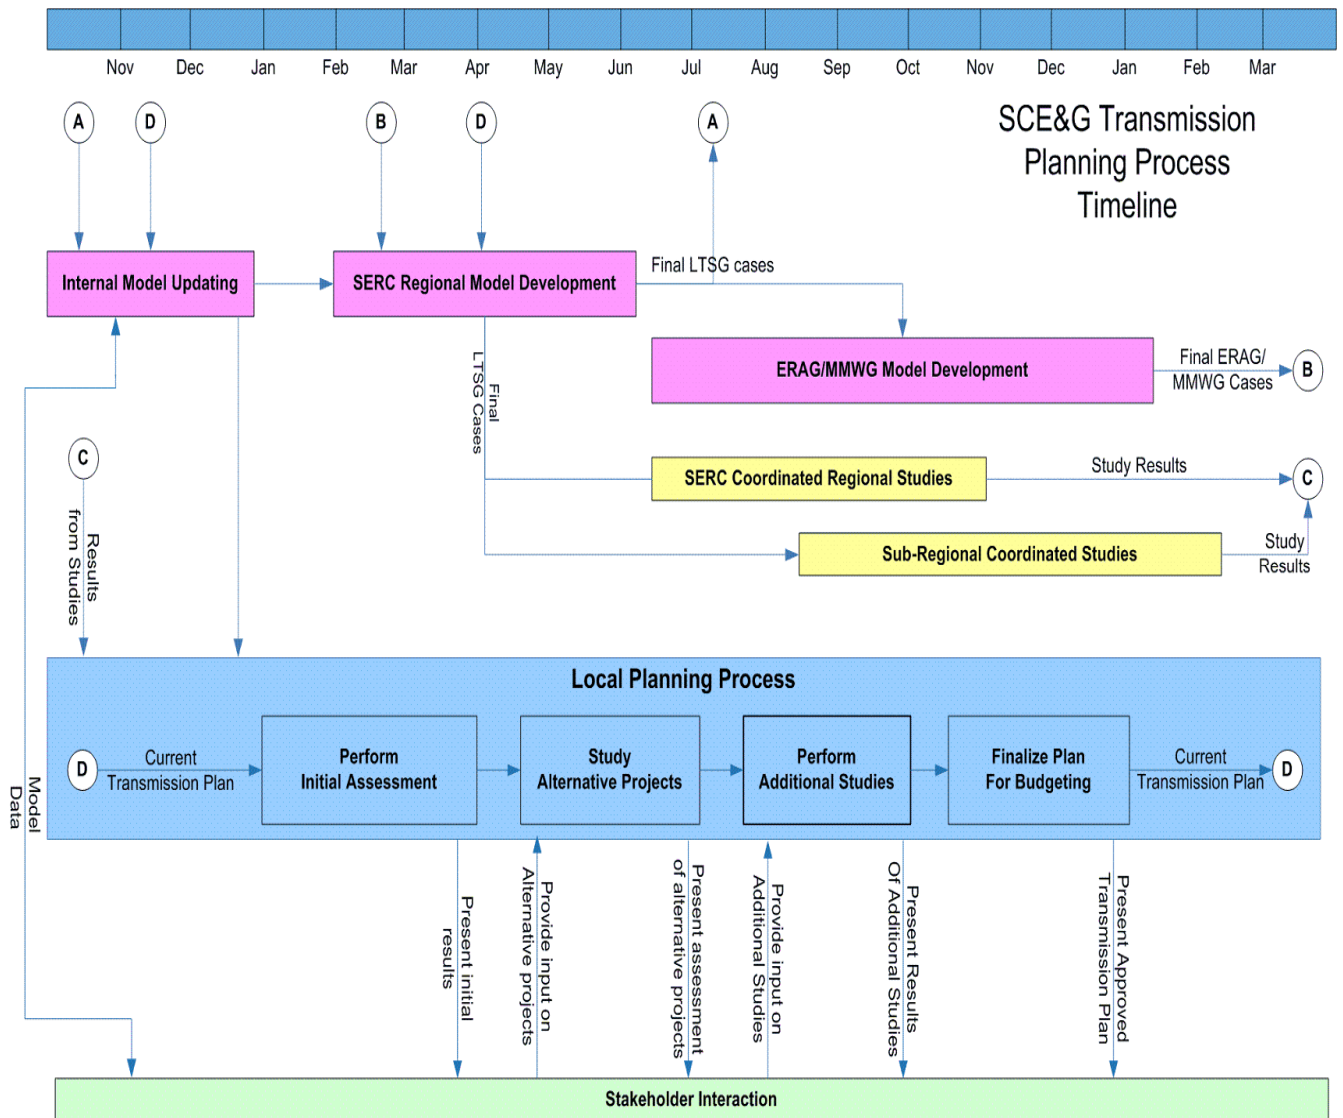 Nov Dec Jan Feb Mar Apr May Jun Jul Aug Sep Oct Nov Dec Jan Feb Mar
A
D
B
D
A
SCE&G Transmission
Planning Process
Timeline
Internal Model Updating
SERC Regional Model Development
Final LTSG cases
ERAG/MMWG Model Development
Final ERAG/
MMWG Cases
B
Final
LTSG Cases
C
SERC Coordinated Regional Studies
Study Results
C
Sub-Regional Coordinated Studies
Study
Results
Results
from Studies
Local Planning Process
D
Current
Transmission Plan
Perform
Initial Assessment
Study
Alternative Projects
Perform
Additional Studies
Finalize Plan
For Budgeting
Current
Transmission Plan
D
Model
Data
Present initial
results
Provide input on
Alternative projects
Present assessment
of alternative projects
Provide input on
Additional Studies
Present Results
Of Additional Studies
Present Approved
Transmission Plan
Stakeholder Interaction